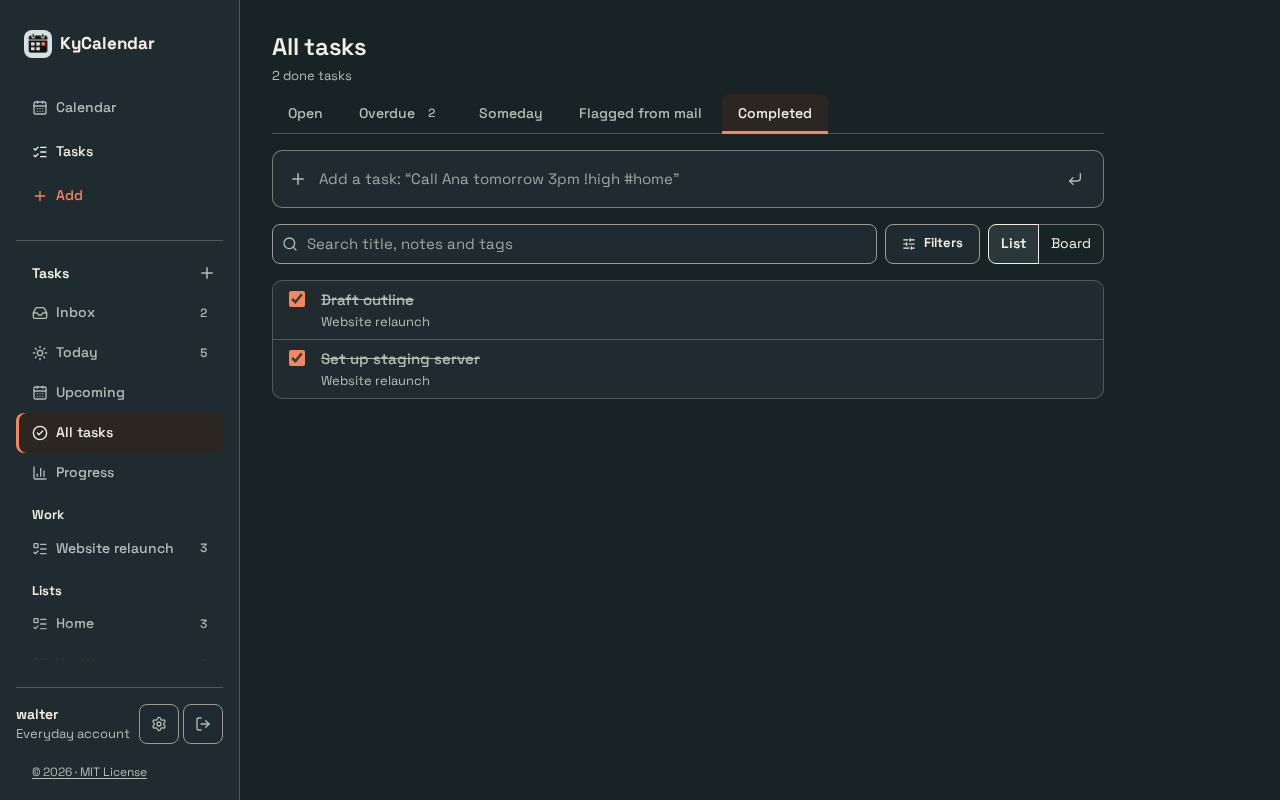 KyCalendar
Calendar
Tasks
Add
Tasks
Inbox 2
Today 5
Upcoming
All tasks
Progress
Work
Website relaunch 3
Lists
Home 3
walter
Everyday account
© 2026 · MIT License
All tasks
2 done tasks
Open Overdue 2 Someday Flagged from mail Completed
Add a task: “Call Ana tomorrow 3pm !high #home”
Search title, notes and tags
Filters
List Board
Draft outline
Website relaunch
Set up staging server
Website relaunch